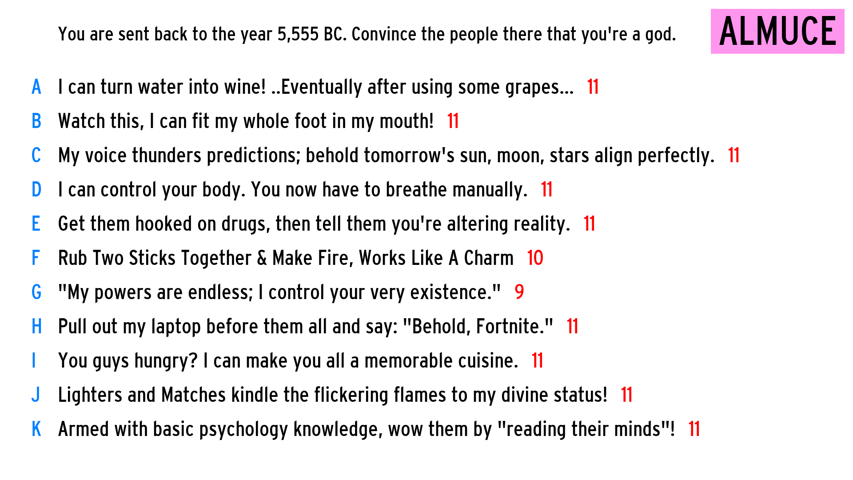 You are sent back to the year 5,555 BC. Convince the people there that you're a god.
ALMUCE
A I can turn water into wine! ..Eventually after using some grapes... 11
B Watch this, I can fit my whole foot in my mouth! 11
C My voice thunders predictions; behold tomorrow's sun, moon, stars align perfectly. 11
D I can control your body. You now have to breathe manually. 11
E Get them hooked on drugs, then tell them you're altering reality. 11
F Rub Two Sticks Together & Make Fire, Works Like A Charm 10
G "My powers are endless; I control your very existence." 9
H Pull out my laptop before them all and say: "Behold, Fortnite." 11
I You guys hungry? I can make you all a memorable cuisine. 11
J Lighters and Matches kindle the flickering flames to my divine status! 11
K Armed with basic psychology knowledge, wow them by "reading their minds"! 11